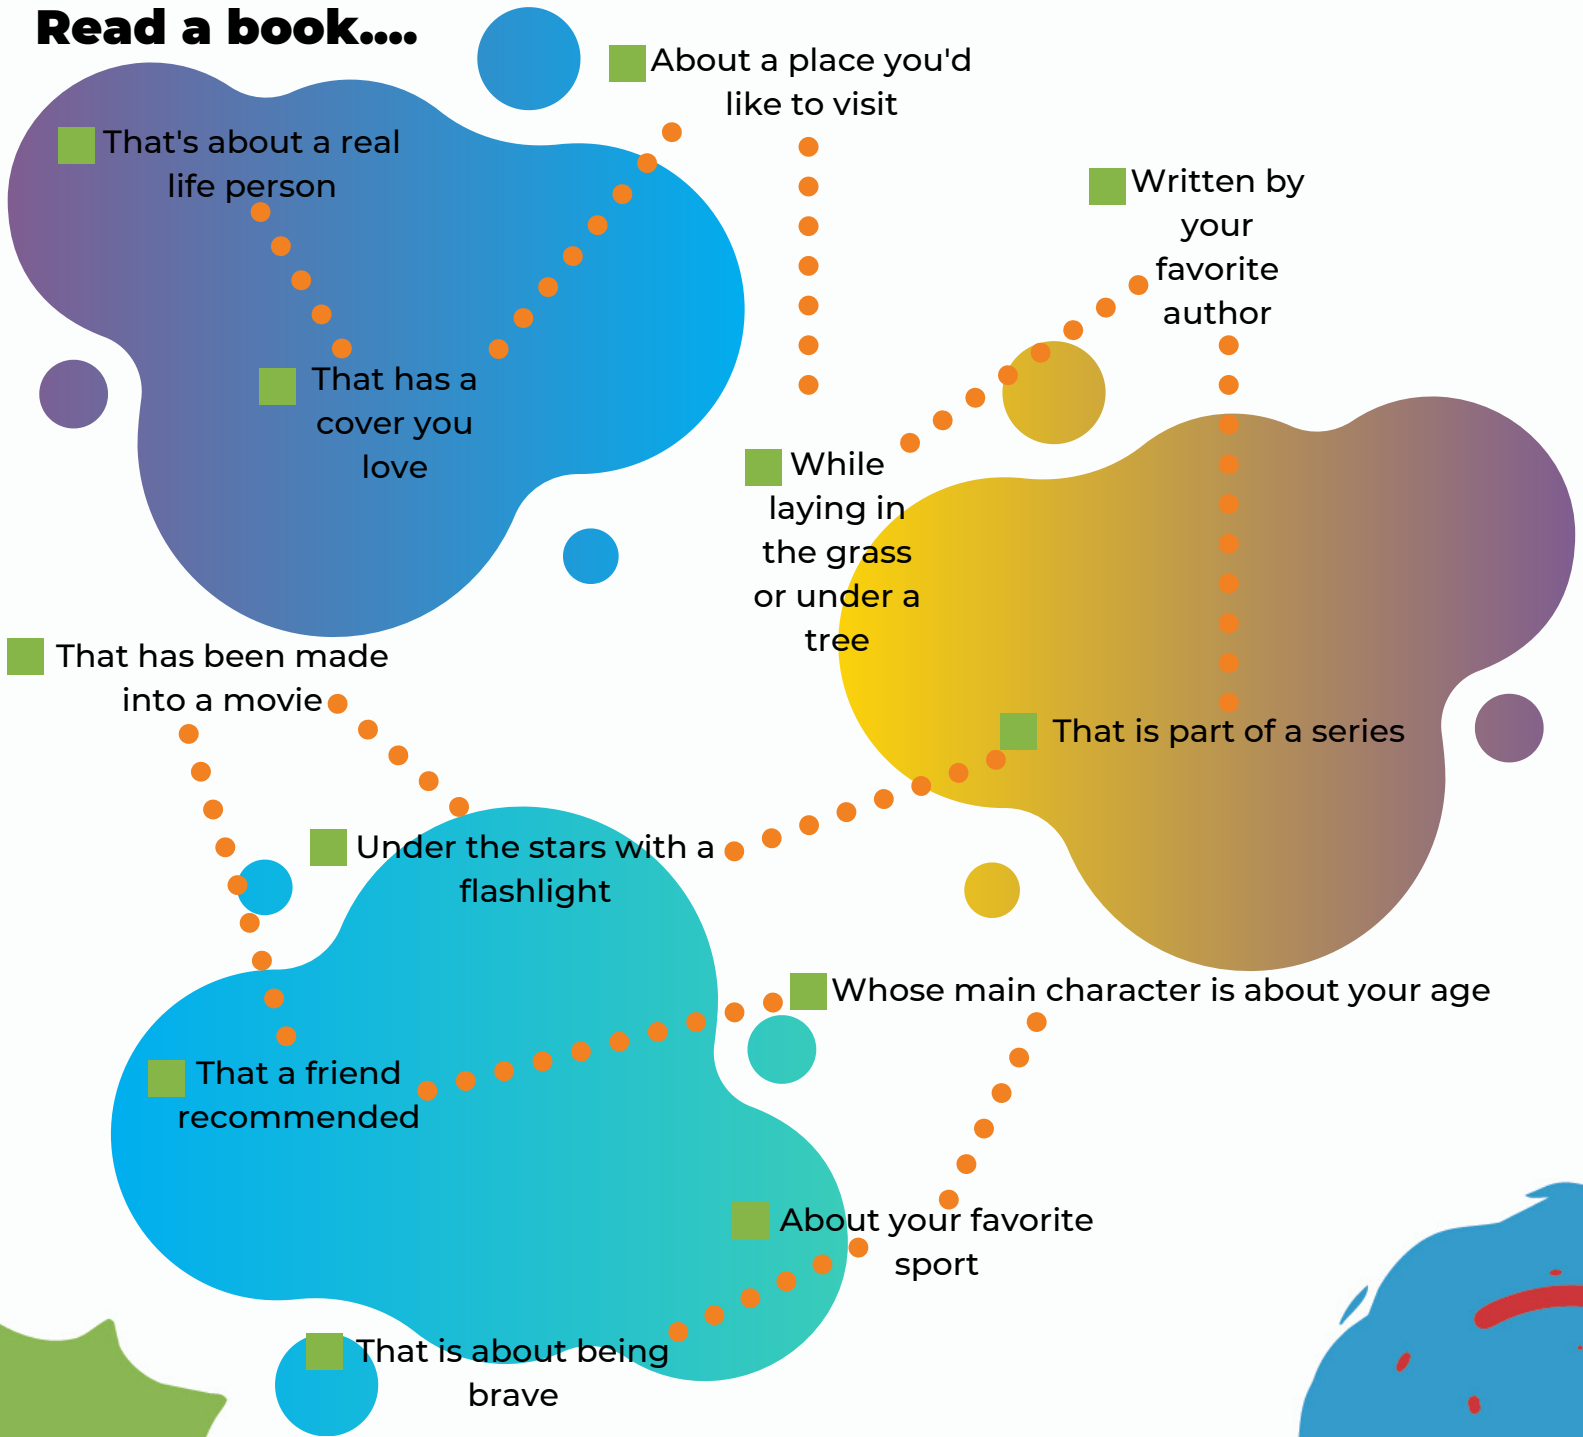 Read a book....
That's about a real
life person
That has a
cover you
love
About a place you'd
like to visit
While
laying in
the grass
or under a
tree
Written by
your
favorite
author
That is part of a series
Under the stars with a
flashlight
That has been made
into a movie
That a friend
recommended
Whose main character is about your age
About your favorite
sport
That is about being
brave